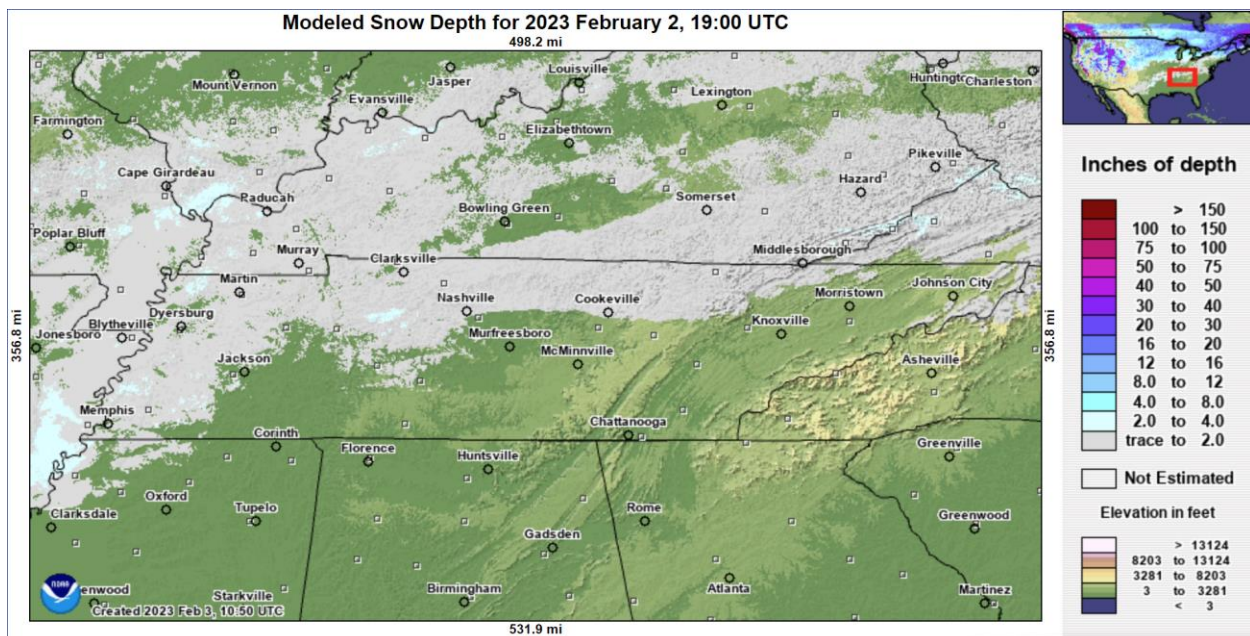 Modeled Snow Depth for 2023 February 2, 19:00 UTC
498.2 mi
Mount Vernon
Jasper
Louisville
Charleston
Evansville
Lexington
Farmington
Elizabethtown
Cape Girardeau
Pikeville
Hazard
Paducah
Somerset
Bowling Green
Poplar Bluff
Murray
Clarksville
Middlesborough
Martin
Johnson City
Morristown
Nashville
Cookeville
Dyersburg
Blytheville
Jonesboro
Knoxville
Murfreesboro
McMinnville
Jackson
Asheville
356.8 mi
356.8 mi
Memphis
Chattanooga
Corinth
Florence
Huntsville
Greenville
Oxford
Tupelo
Rome
Clarksdale
Greenwood
Gadsden
Birmingham
Atlanta
Martinez
enwood
Starkville
NOAA
Created 2023 Feb 3, 10:50 UTC
531.9 mi
Inches of depth
> 150
100 to 150
75 to 100
50 to 75
40 to 50
30 to 40
20 to 30
16 to 20
12 to 16
8.0 to 12
4.0 to 8.0
2.0 to 4.0
trace to 2.0
Not Estimated
Elevation in feet
> 13124
8203 to 13124
3281 to 8203
3 to 3281
< 3